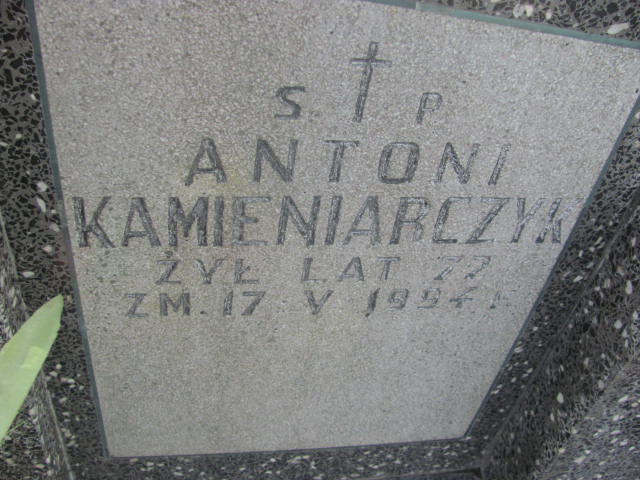 S. P
ANTONI
KAMIENIARCZYK
ŻYŁ LAT 77
ZM. 17 V 1994 r.